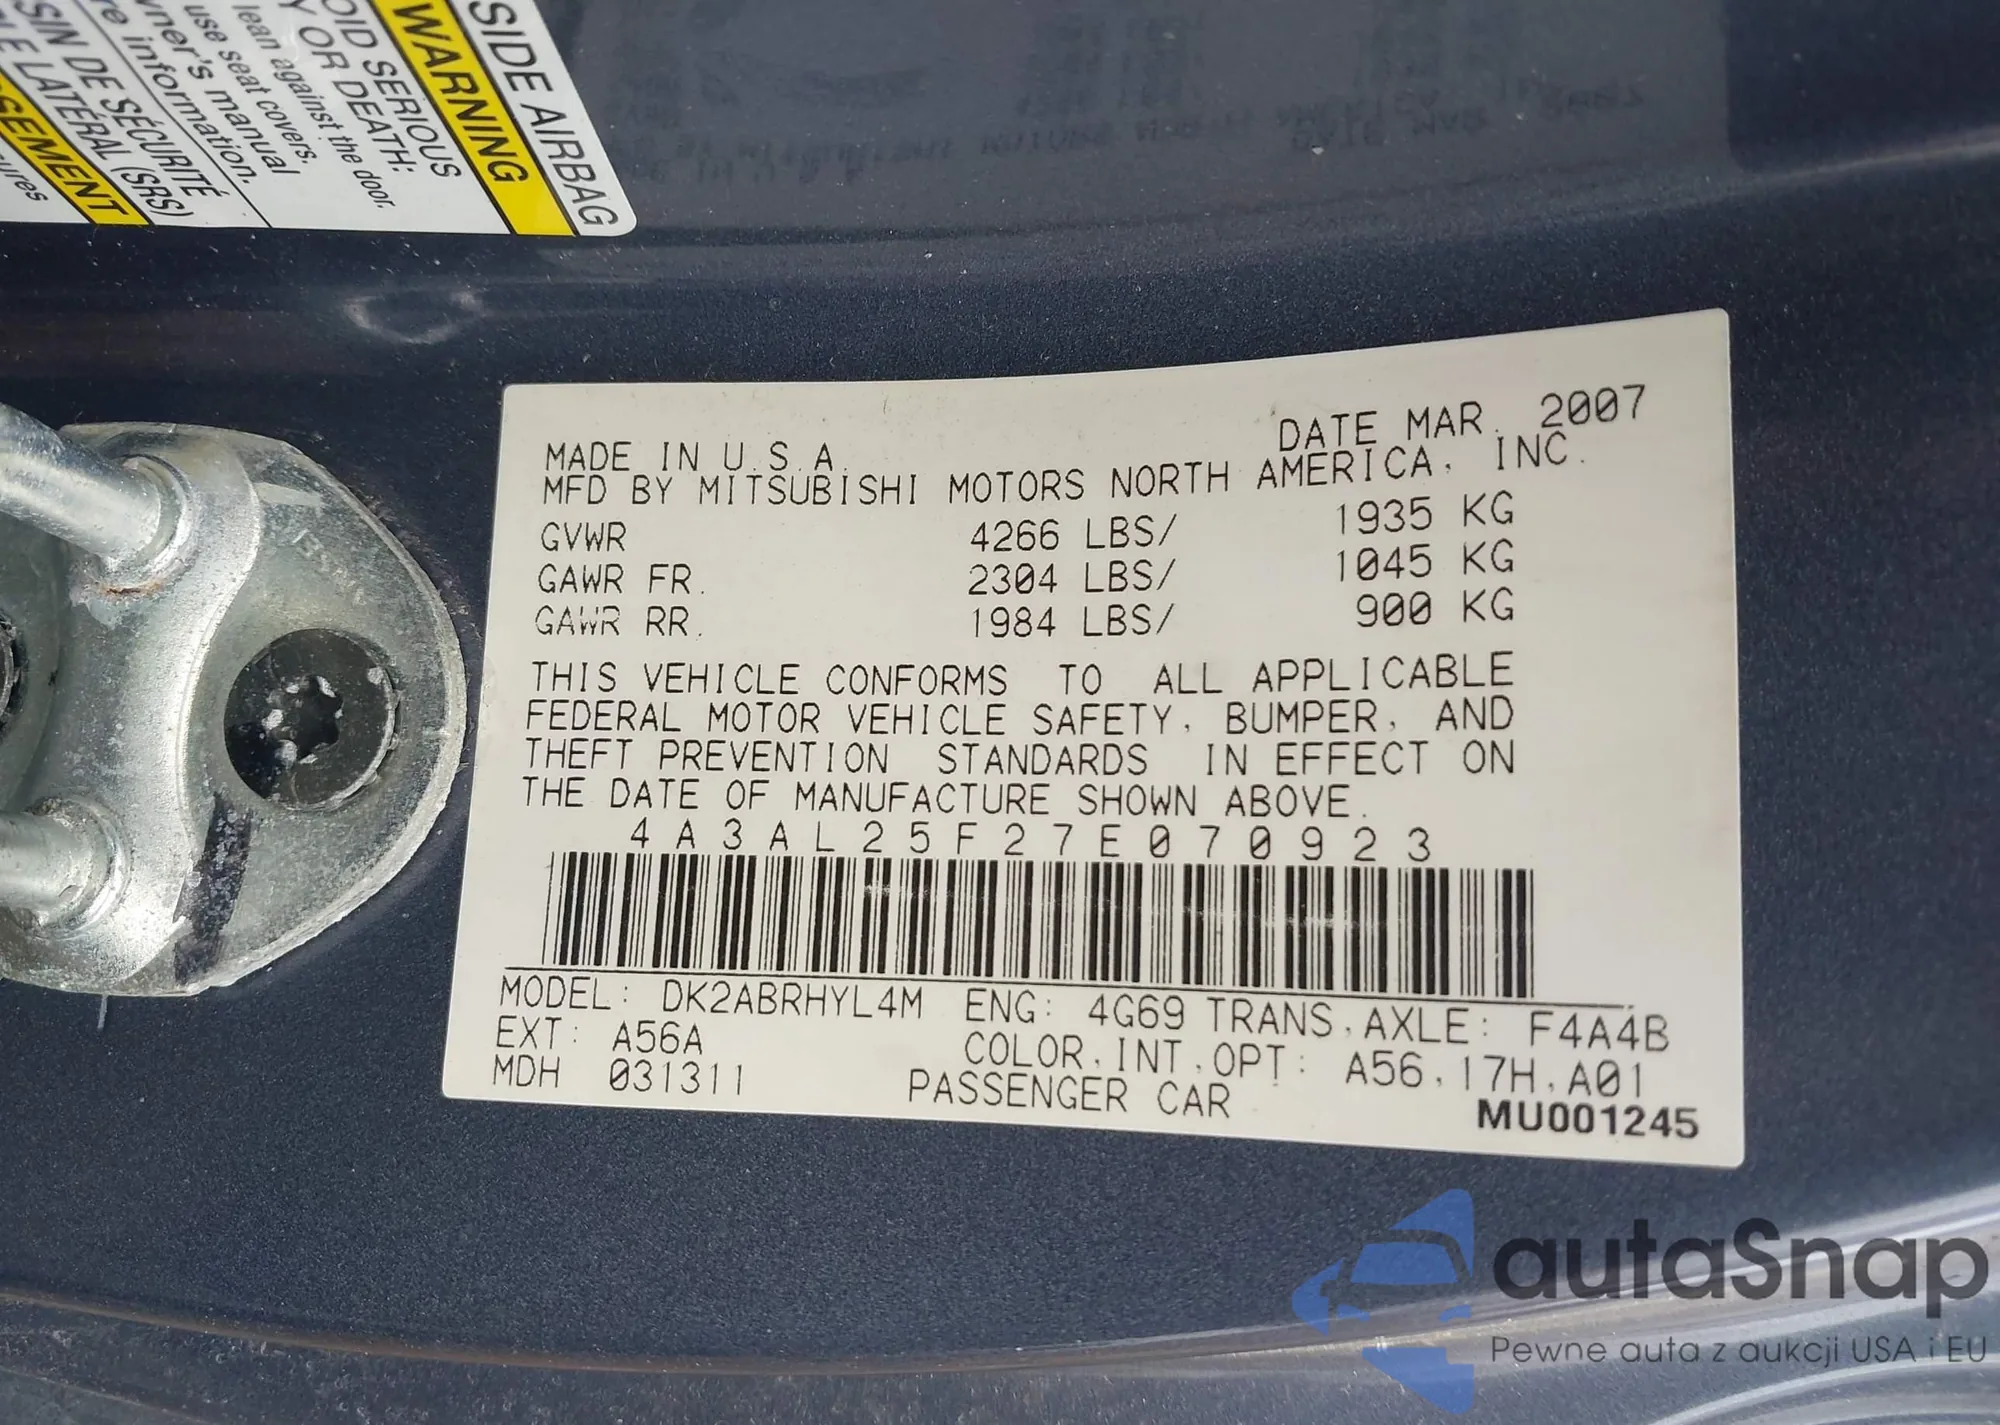 SIDE AIRBAG
WARNING
OID SERIOUS
Y OR DEATH:
lean against the door.
use seat covers.
wner's manual
re information.
SIN DE SÉCURITÉ
LE LATÉRAL (SRS)
SSEMENT
DATE MAR. 2007
MADE IN U.S.A.
MFD BY MITSUBISHI MOTORS NORTH AMERICA, INC.
GVWR 4266 LBS/ 1935 KG
GAWR FR. 2304 LBS/ 1045 KG
GAWR RR. 1984 LBS/ 900 KG
THIS VEHICLE CONFORMS TO ALL APPLICABLE
FEDERAL MOTOR VEHICLE SAFETY, BUMPER, AND
THEFT PREVENTION STANDARDS IN EFFECT ON
THE DATE OF MANUFACTURE SHOWN ABOVE.
4A3AL25F27E070923
MODEL: DK2ABRHYL4M ENG: 4G69 TRANS,AXLE: F4A4B
EXT: A56A COLOR,INT,OPT: A56,17H,A01
MDH 031311 PASSENGER CAR
MU001245
autaSnap
Pewne auta z aukcji USA i EU